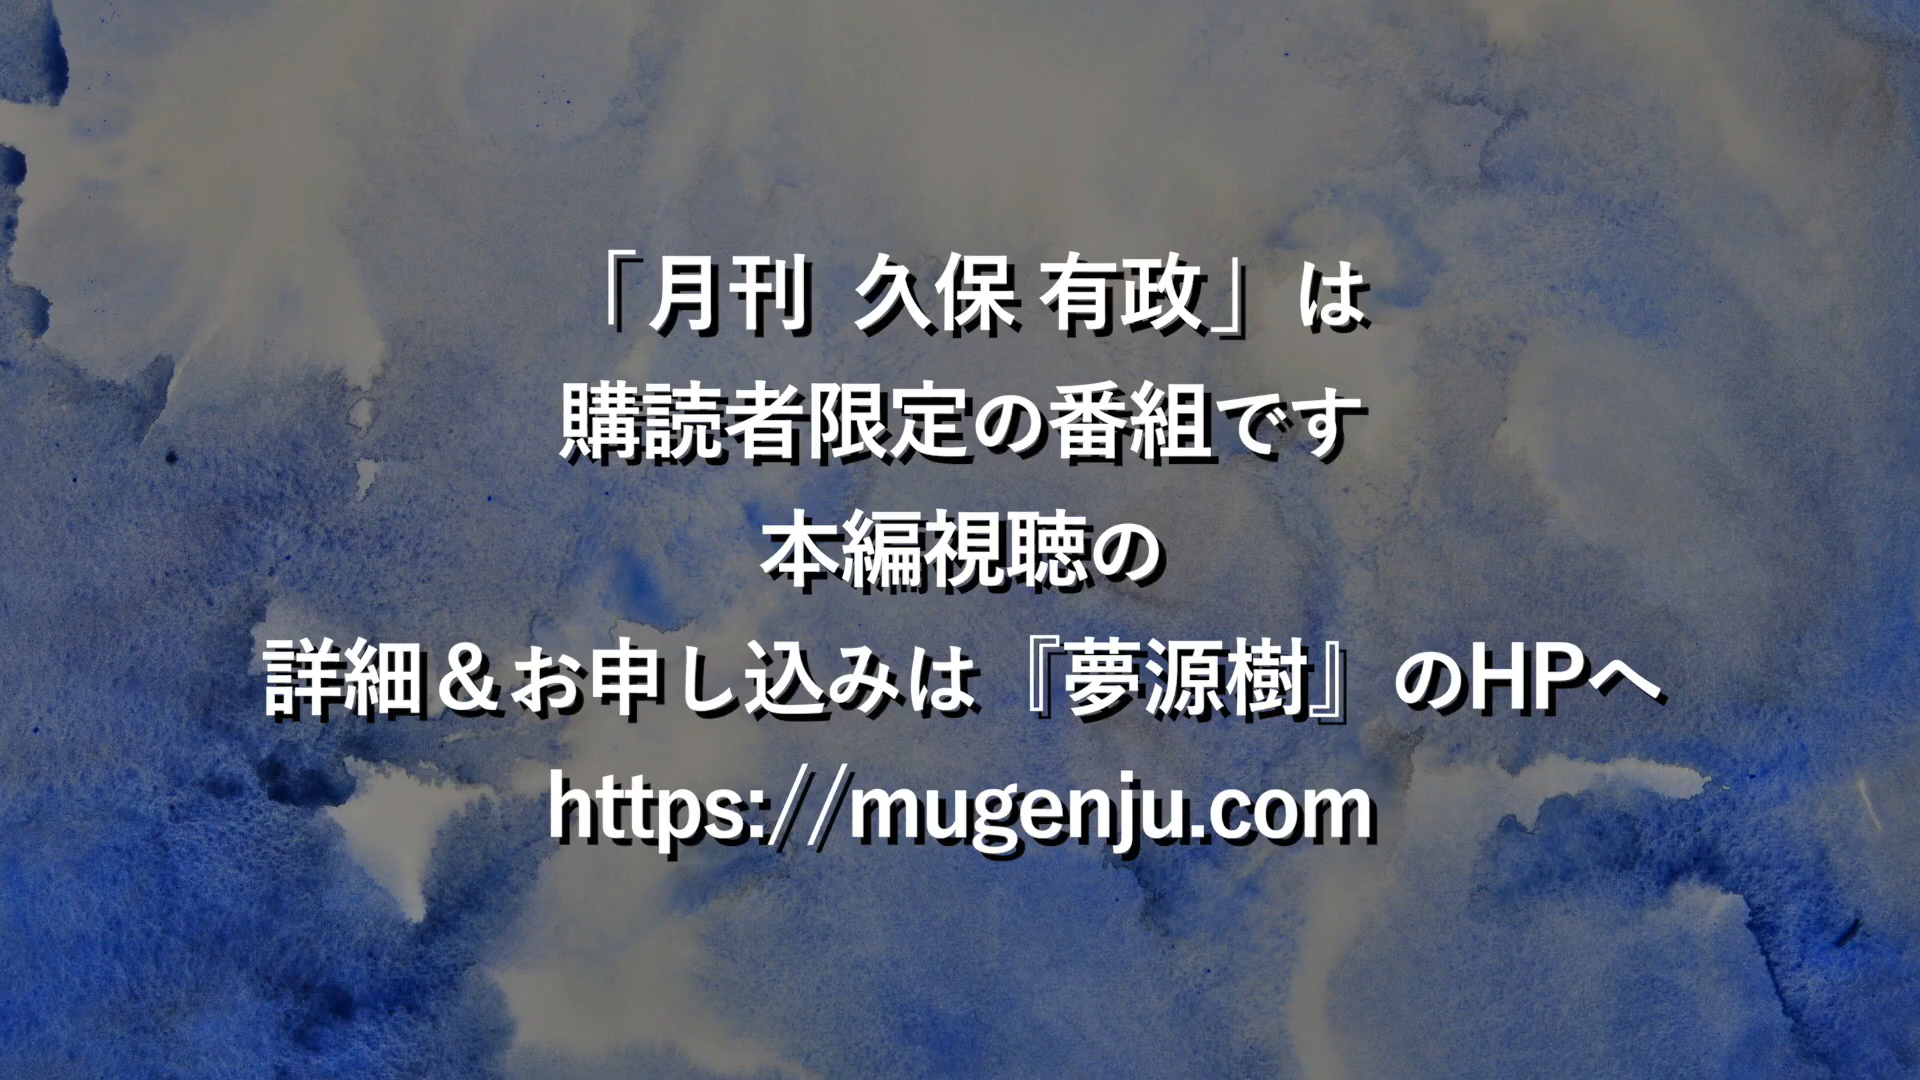 「月刊 久保 有政」は
購読者限定の番組です
本編視聴の
詳細＆お申し込みは『夢源樹』のHPへ
https://mugenju.com